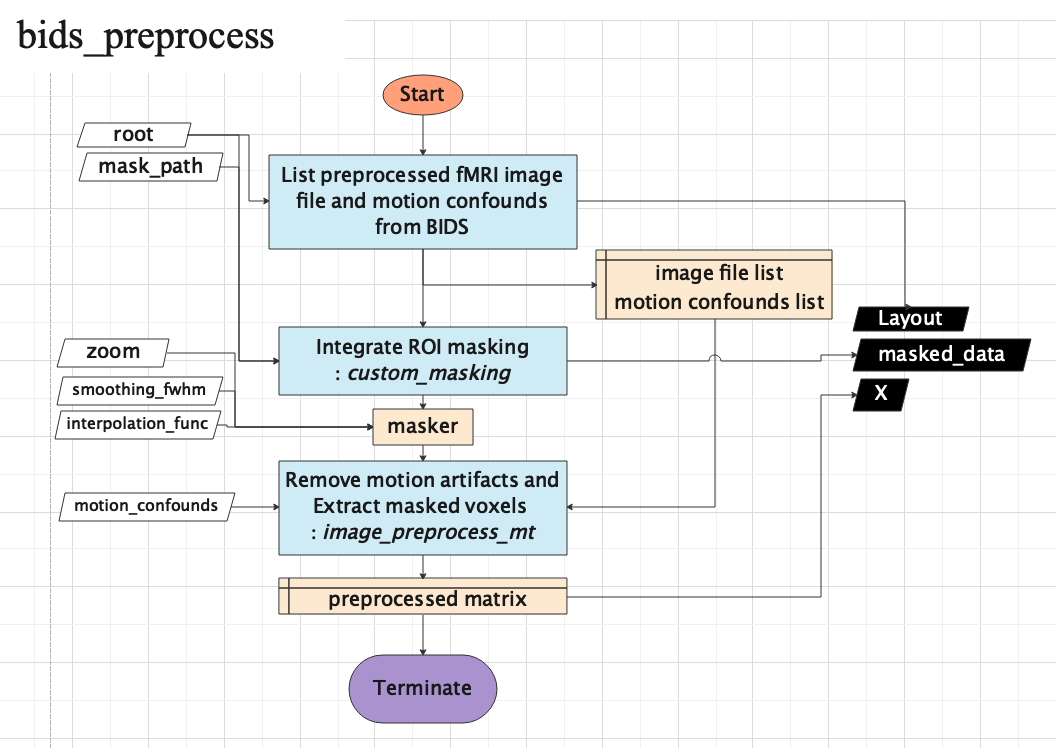 bids_preprocess
Start
root
mask_path
List preprocessed fMRI image
file and motion confounds
from BIDS
image file list
motion confounds list
Layout
zoom
Integrate ROI masking
: custom_masking
masked_data
smoothing_fwhm
X
interpolation_func
masker
Remove motion artifacts and
Extract masked voxels
: image_preprocess_mt
motion_confounds
preprocessed matrix
Terminate